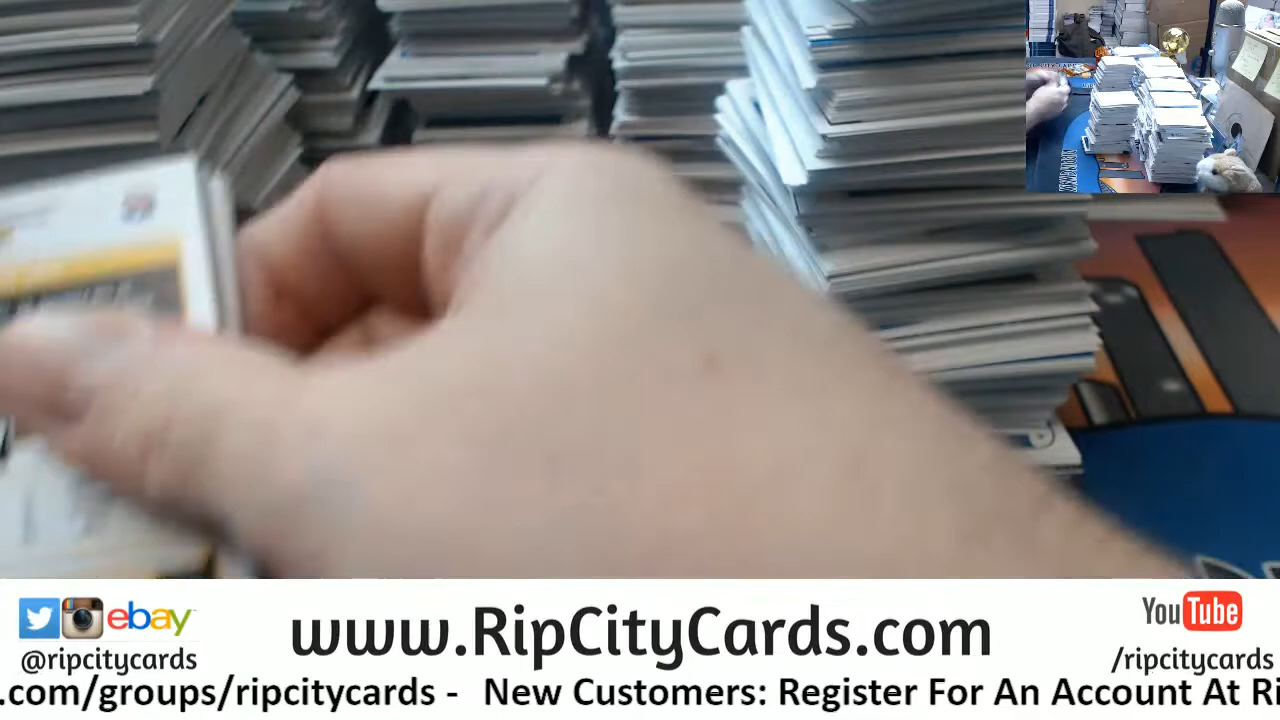 ebay
www.RipCityCards.com
YouTube
@ripcitycards
/ripcitycards
.com/groups/ripcitycards - New Customers: Register For An Account At Ri